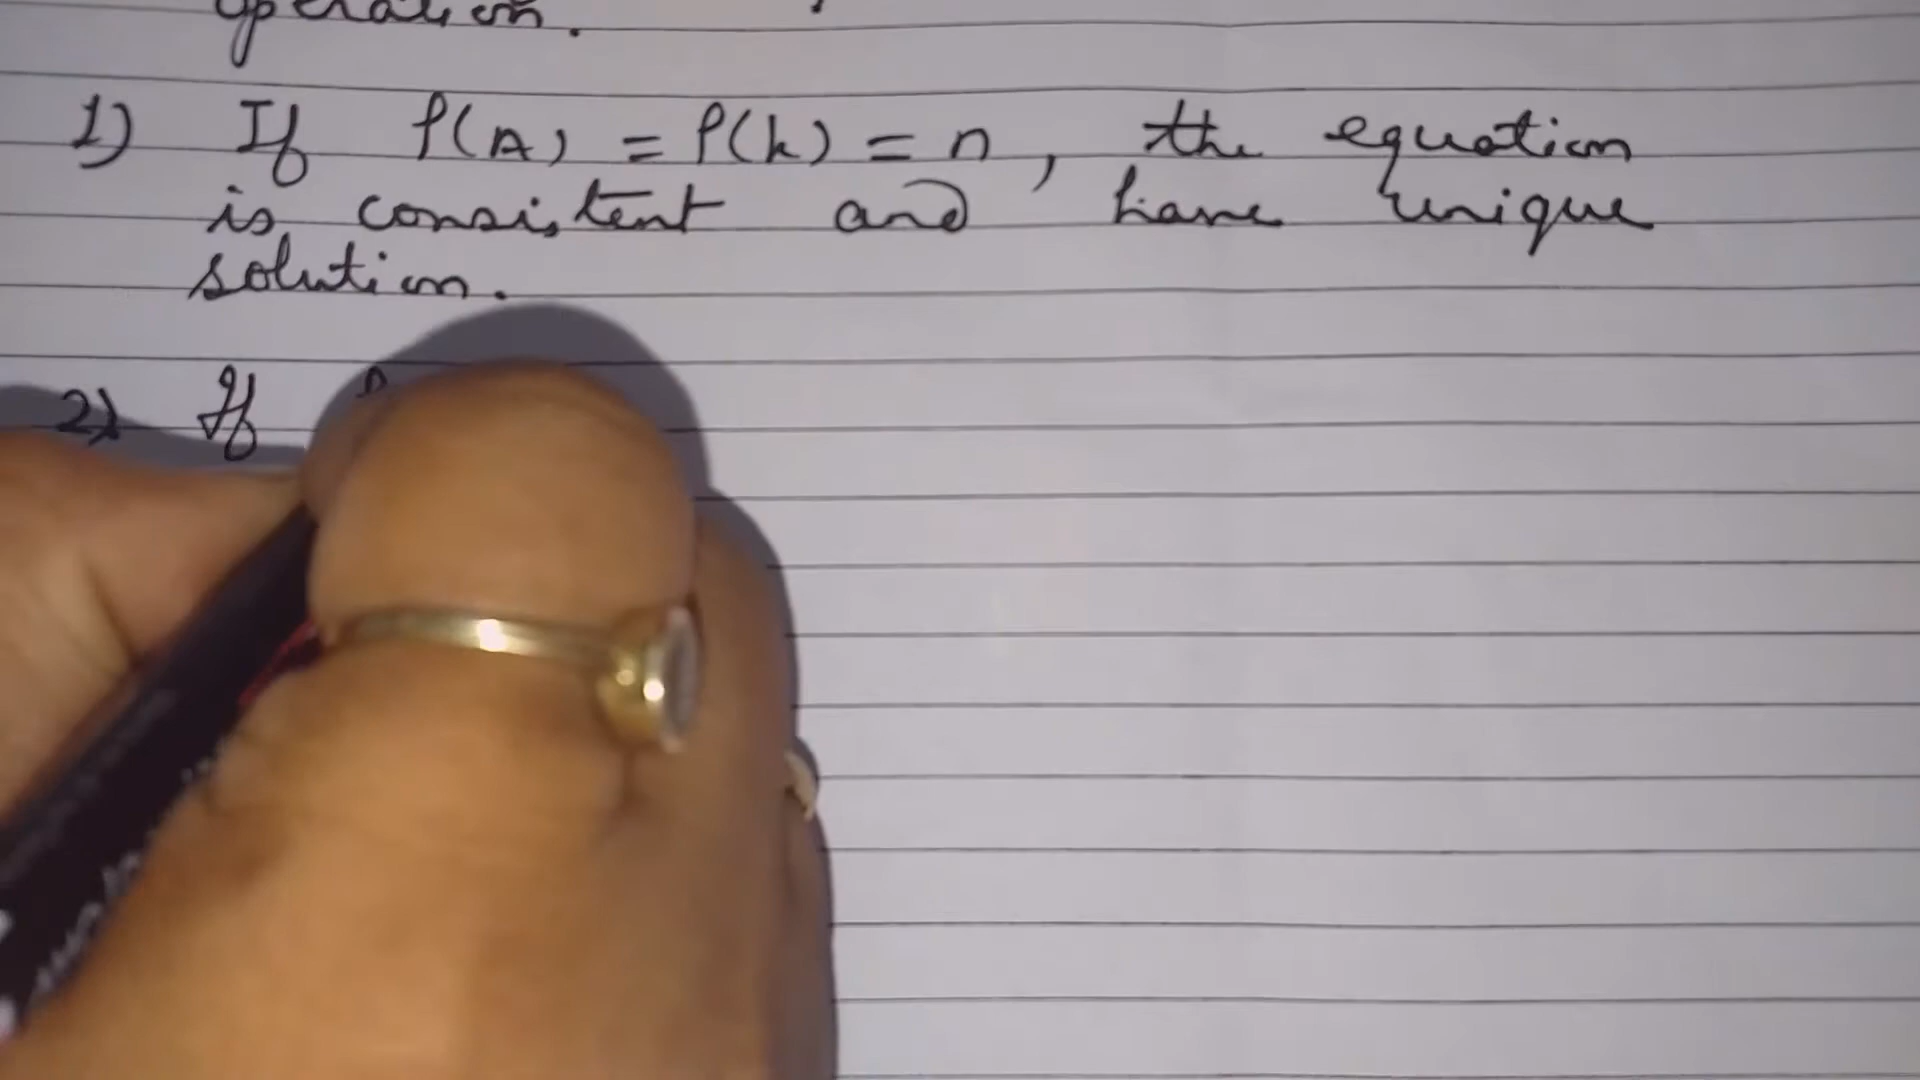 operation.
1) If ρ(A) = ρ(k) = n, the equation
is consistent and have unique
solution.
2) If